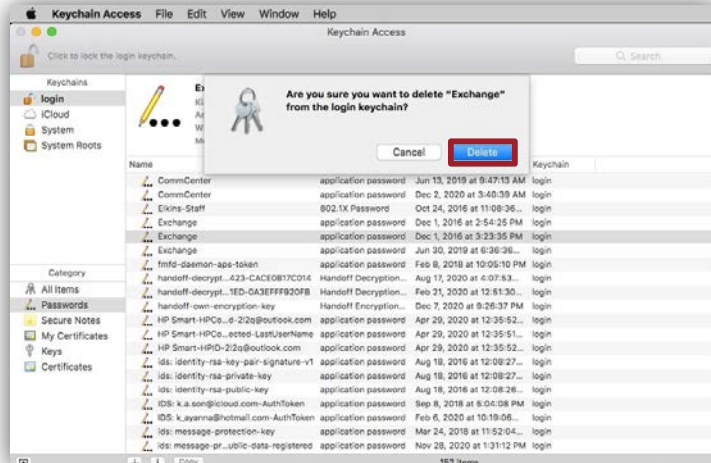 Keychain Access File Edit View Window Help
Keychain Access
Click to lock the login keychain.
Search
Keychains
login
iCloud
System
System Roots
Are you sure you want to delete “Exchange”
from the login keychain?
Cancel Delete
Name Keychain
CommCenter application password Jun 13, 2019 at 9:47:13 AM login
CommCenter application password Dec 2, 2020 at 3:40:39 AM login
Elkins-Staff 802.1X Password Oct 24, 2016 at 11:08:36... login
Exchange application password Dec 1, 2016 at 2:54:25 PM login
Exchange application password Dec 1, 2016 at 3:23:35 PM login
Exchange application password Jun 30, 2019 at 6:36:36... login
fmfd-daemon-aps-token application password Feb 8, 2018 at 10:05:10 PM login
handoff-decrypt...423-CACE0B17C014 Handoff Decryption... Aug 17, 2020 at 4:07:53... login
handoff-decrypt...1ED-0A3EFFF920FB Handoff Decryption... Feb 21, 2020 at 12:51:30... login
handoff-own-encryption-key Handoff Encryption... Dec 7, 2020 at 9:26:37 PM login
HP Smart-HPCo...d-2i2q@outlook.com application password Apr 29, 2020 at 12:35:52... login
HP Smart-HPCo...ected-LastUserName application password Apr 29, 2020 at 12:35:51... login
HP Smart-HPID-2i2q@outlook.com application password Apr 29, 2020 at 12:35:52... login
ids: identity-rsa-key-pair-signature-v1 application password Aug 18, 2016 at 12:08:27... login
ids: identity-rsa-private-key application password Aug 18, 2016 at 12:08:27... login
ids: identity-rsa-public-key application password Aug 18, 2016 at 12:08:26... login
IDS: k.a.son@icloud.com-AuthToken application password Sep 8, 2018 at 5:04:08 PM login
IDS: k_ayanna@hotmail.com-AuthToken application password Feb 6, 2020 at 10:19:06... login
ids: message-protection-key application password Mar 24, 2018 at 11:52:04... login
ids: message-pr...ublic-data-registered application password Nov 28, 2020 at 1:31:12 PM login
Category
All Items
Passwords
Secure Notes
My Certificates
Keys
Certificates
Copy 152 items